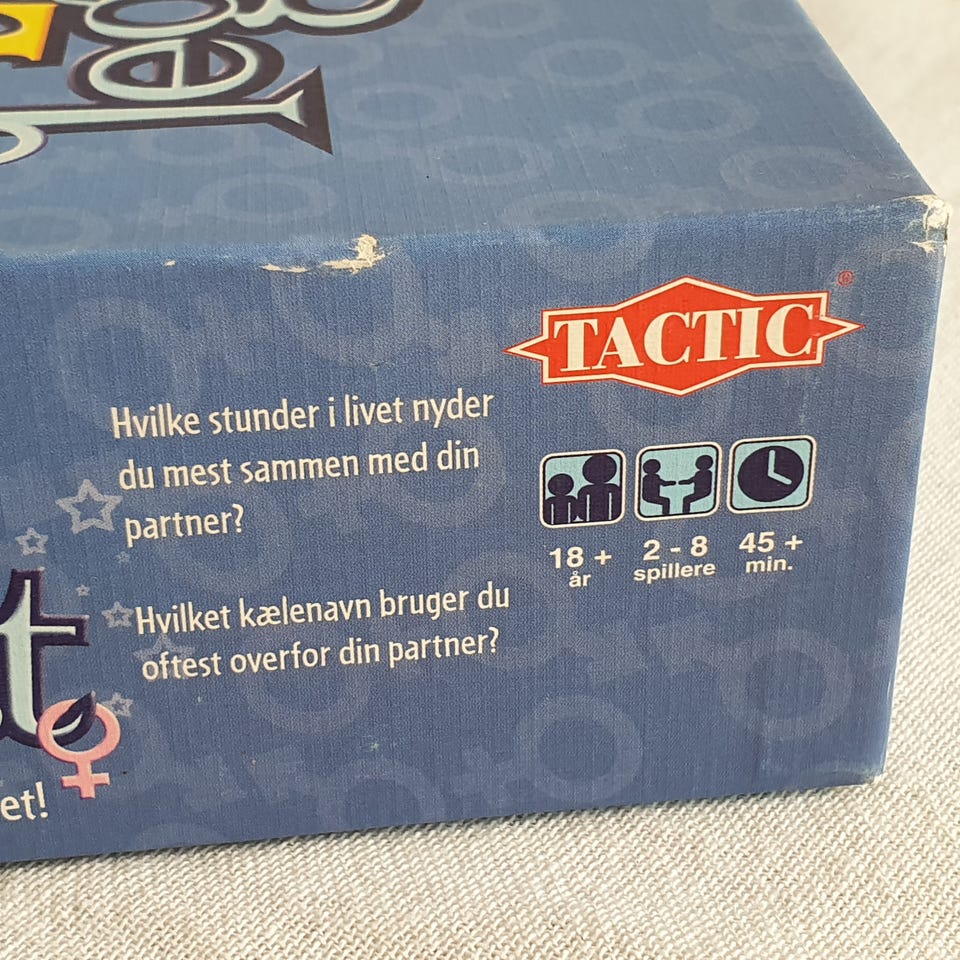 TACTIC
®
Hvilke stunder i livet nyder
du mest sammen med din
partner?
18 + 2 - 8 45 +
år spillere min.
Hvilket kælenavn bruger du
oftest overfor din partner?
et!